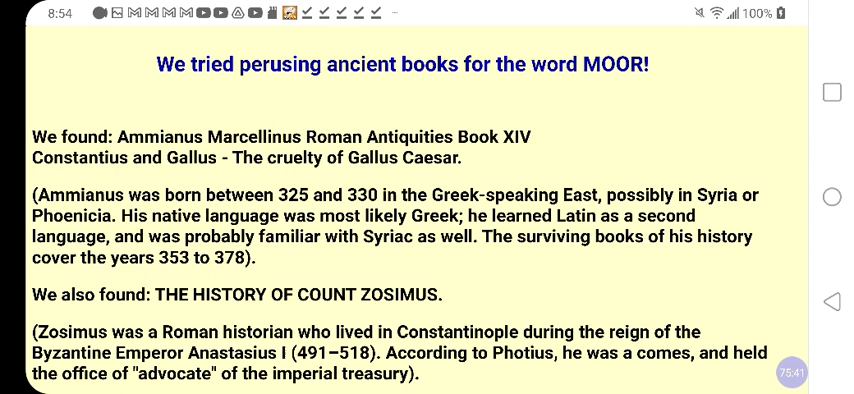 8:54
100%
We tried perusing ancient books for the word MOOR!
We found: Ammianus Marcellinus Roman Antiquities Book XIV
Constantius and Gallus - The cruelty of Gallus Caesar.
(Ammianus was born between 325 and 330 in the Greek-speaking East, possibly in Syria or
Phoenicia. His native language was most likely Greek; he learned Latin as a second
language, and was probably familiar with Syriac as well. The surviving books of his history
cover the years 353 to 378).
We also found: THE HISTORY OF COUNT ZOSIMUS.
(Zosimus was a Roman historian who lived in Constantinople during the reign of the
Byzantine Emperor Anastasius I (491–518). According to Photius, he was a comes, and held
the office of "advocate" of the imperial treasury).
75:41